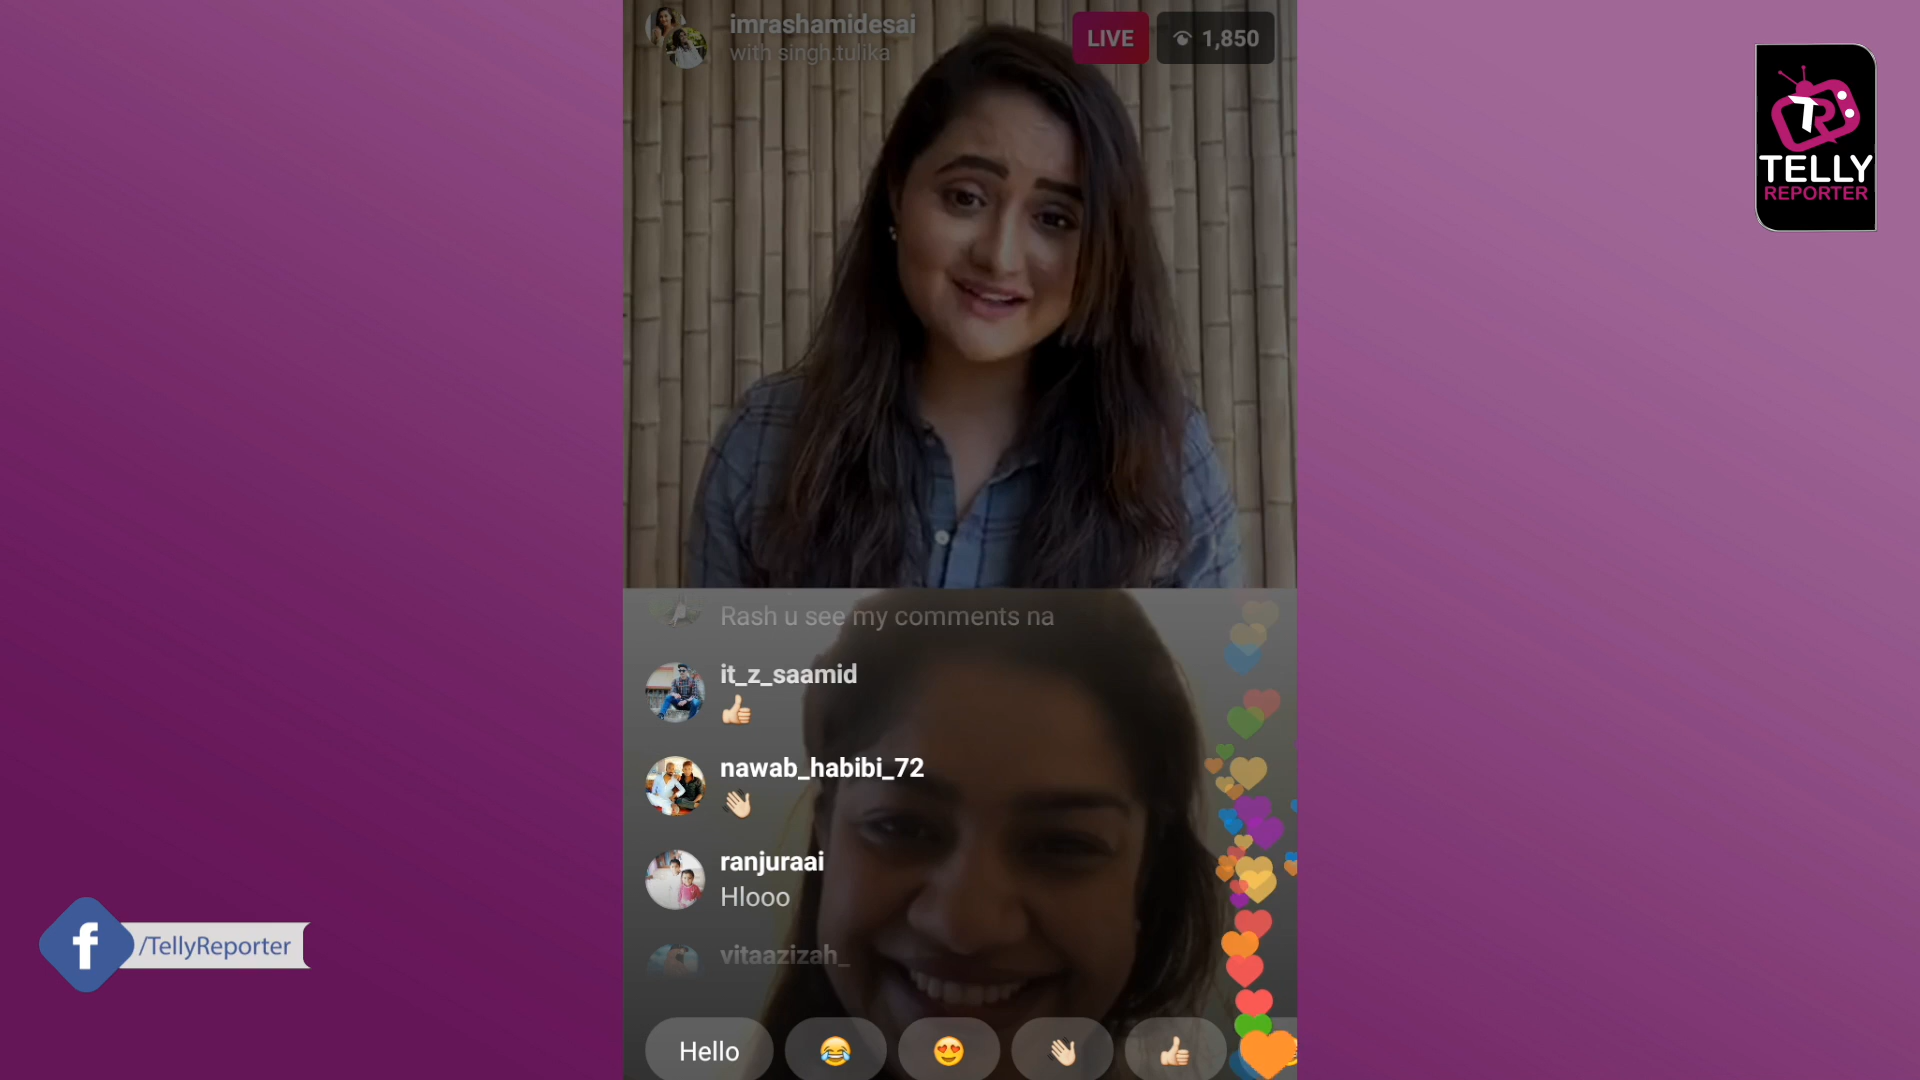 imrashamidesai
with singh.tulika
LIVE
1,850
TR
TELLY
REPORTER
Rash u see my comments na
it_z_saamid
👍🏻
nawab_habibi_72
👋🏻
ranjuraai
Hlooo
vitaazizah_
f /TellyReporter
Hello 😂 😍 👋🏻 👍🏻